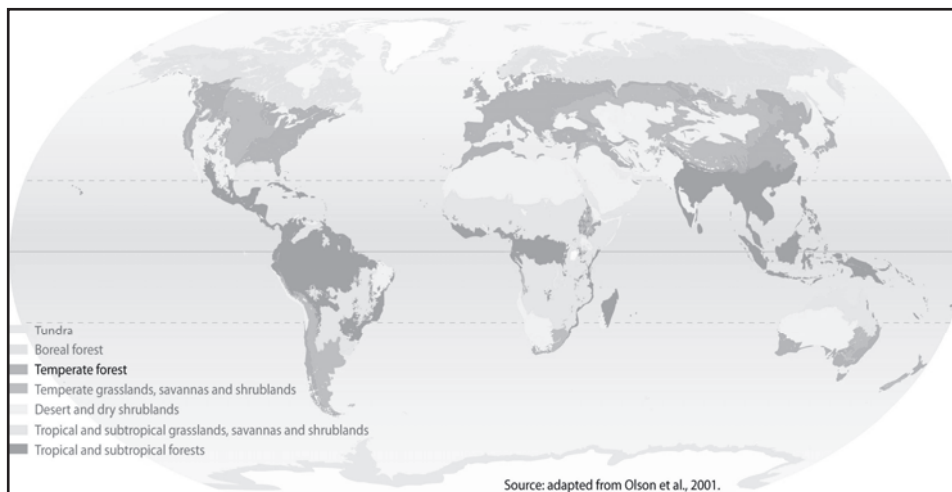 Tundra
Boreal forest
Temperate forest
Temperate grasslands, savannas and shrublands
Desert and dry shrublands
Tropical and subtropical grasslands, savannas and shrublands
Tropical and subtropical forests
Source: adapted from Olson et al., 2001.